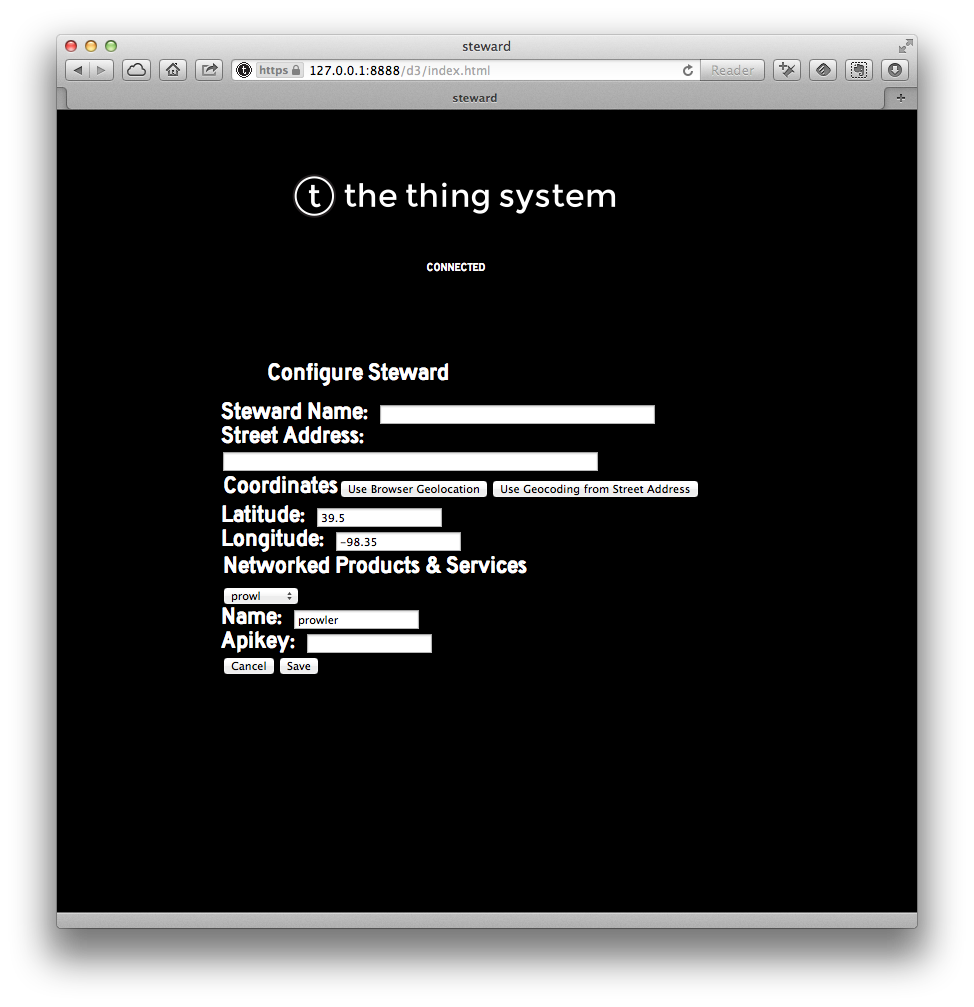 steward
https 127.0.0.1:8888/d3/index.html Reader
steward
t the thing system
CONNECTED
Configure Steward
Steward Name:
Street Address:
Coordinates Use Browser Geolocation Use Geocoding from Street Address
Latitude: 39.5
Longitude: -98.35
Networked Products & Services
prowl
Name: prowler
Apikey:
Cancel Save